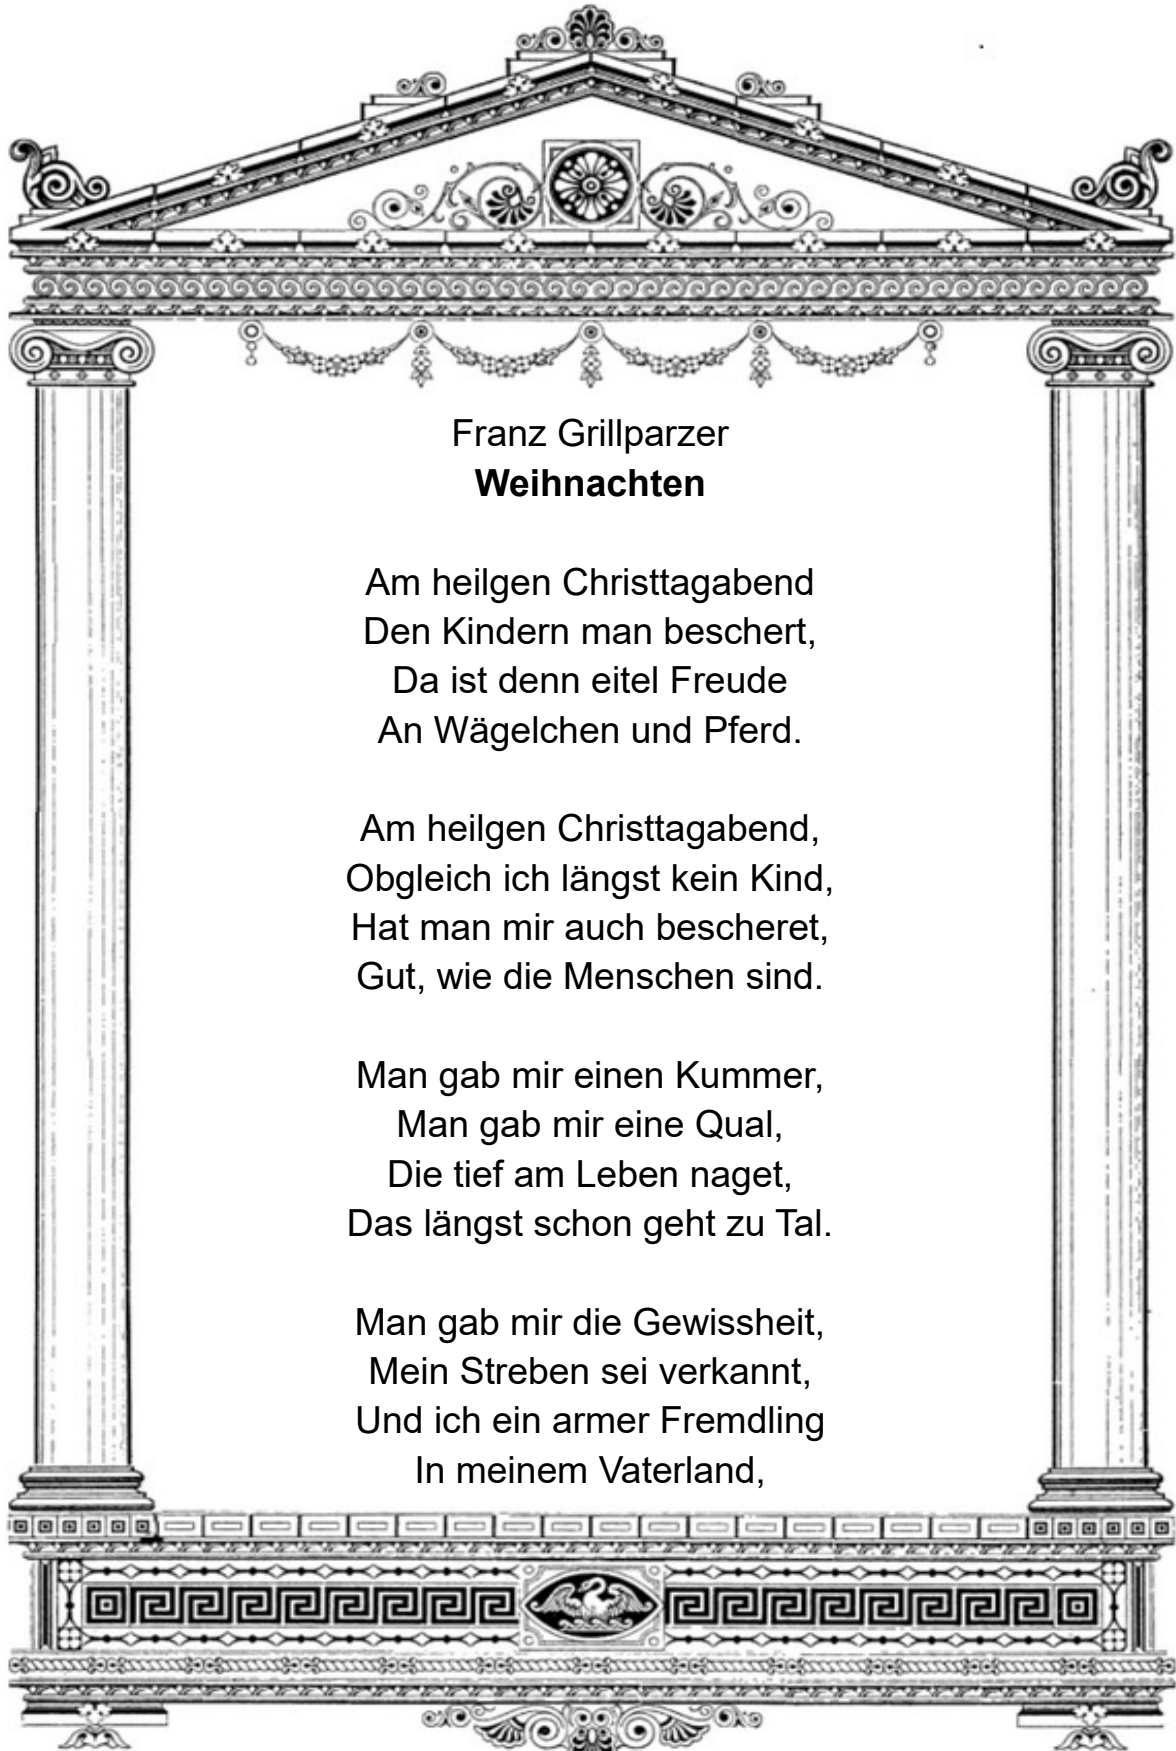 Franz Grillparzer
Weihnachten
Am heilgen Christtagabend
Den Kindern man beschert,
Da ist denn eitel Freude
An Wägelchen und Pferd.
Am heilgen Christtagabend,
Obgleich ich längst kein Kind,
Hat man mir auch bescheret,
Gut, wie die Menschen sind.
Man gab mir einen Kummer,
Man gab mir eine Qual,
Die tief am Leben naget,
Das längst schon geht zu Tal.
Man gab mir die Gewissheit,
Mein Streben sei verkannt,
Und ich ein armer Fremdling
In meinem Vaterland,